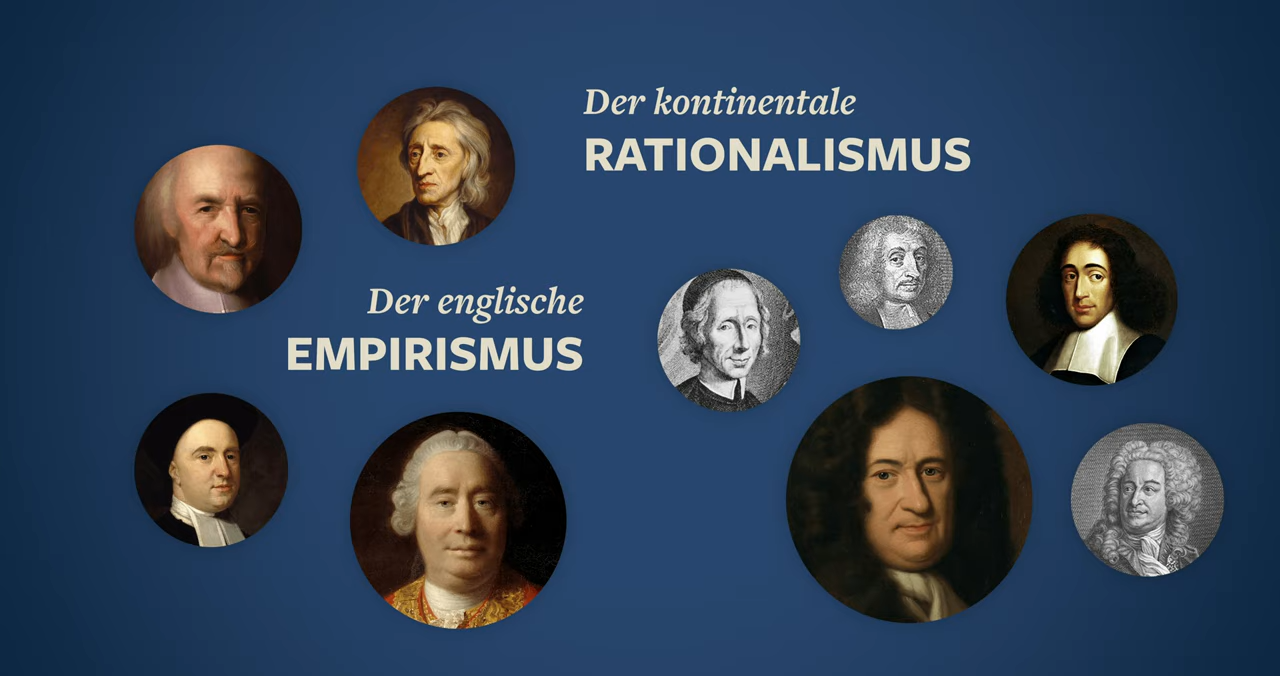 Der kontinentale
RATIONALISMUS
Der englische
EMPIRISMUS